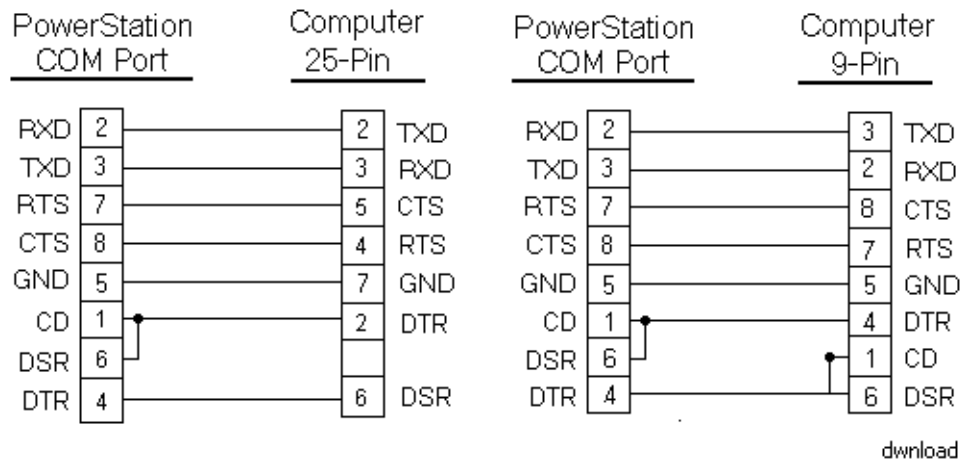 PowerStation Computer PowerStation Computer
COM Port 25-Pin COM Port 9-Pin
RXD 2 2 TXD RXD 2 3 TXD
TXD 3 3 RXD TXD 3 2 RXD
RTS 7 5 CTS RTS 7 8 CTS
CTS 8 4 RTS CTS 8 7 RTS
GND 5 7 GND GND 5 5 GND
CD 1 2 DTR CD 1 4 DTR
DSR 6 DSR 6 1 CD
DTR 4 6 DSR DTR 4 6 DSR
dwnload